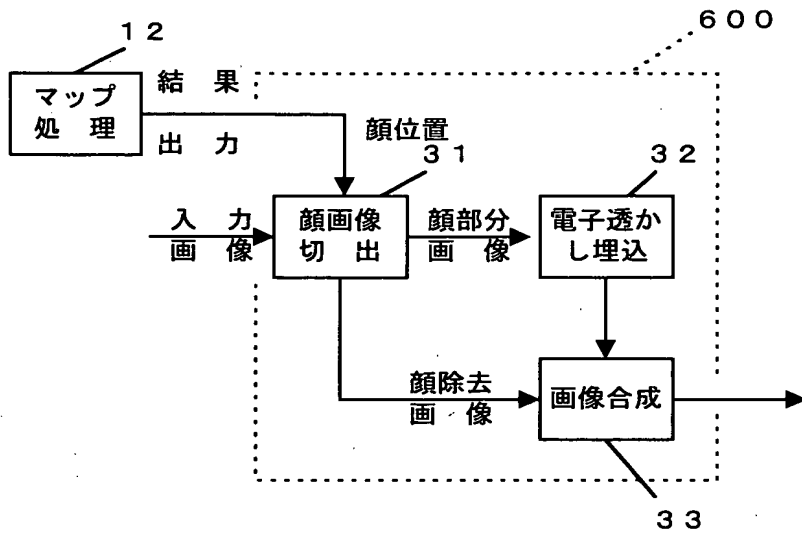 600
12
マップ
処理
結果
出力
顔位置
31
32
入力
画像
顔画像
切出
顔部分
画像
電子透か
し埋込
顔除去
画像
画像合成
33